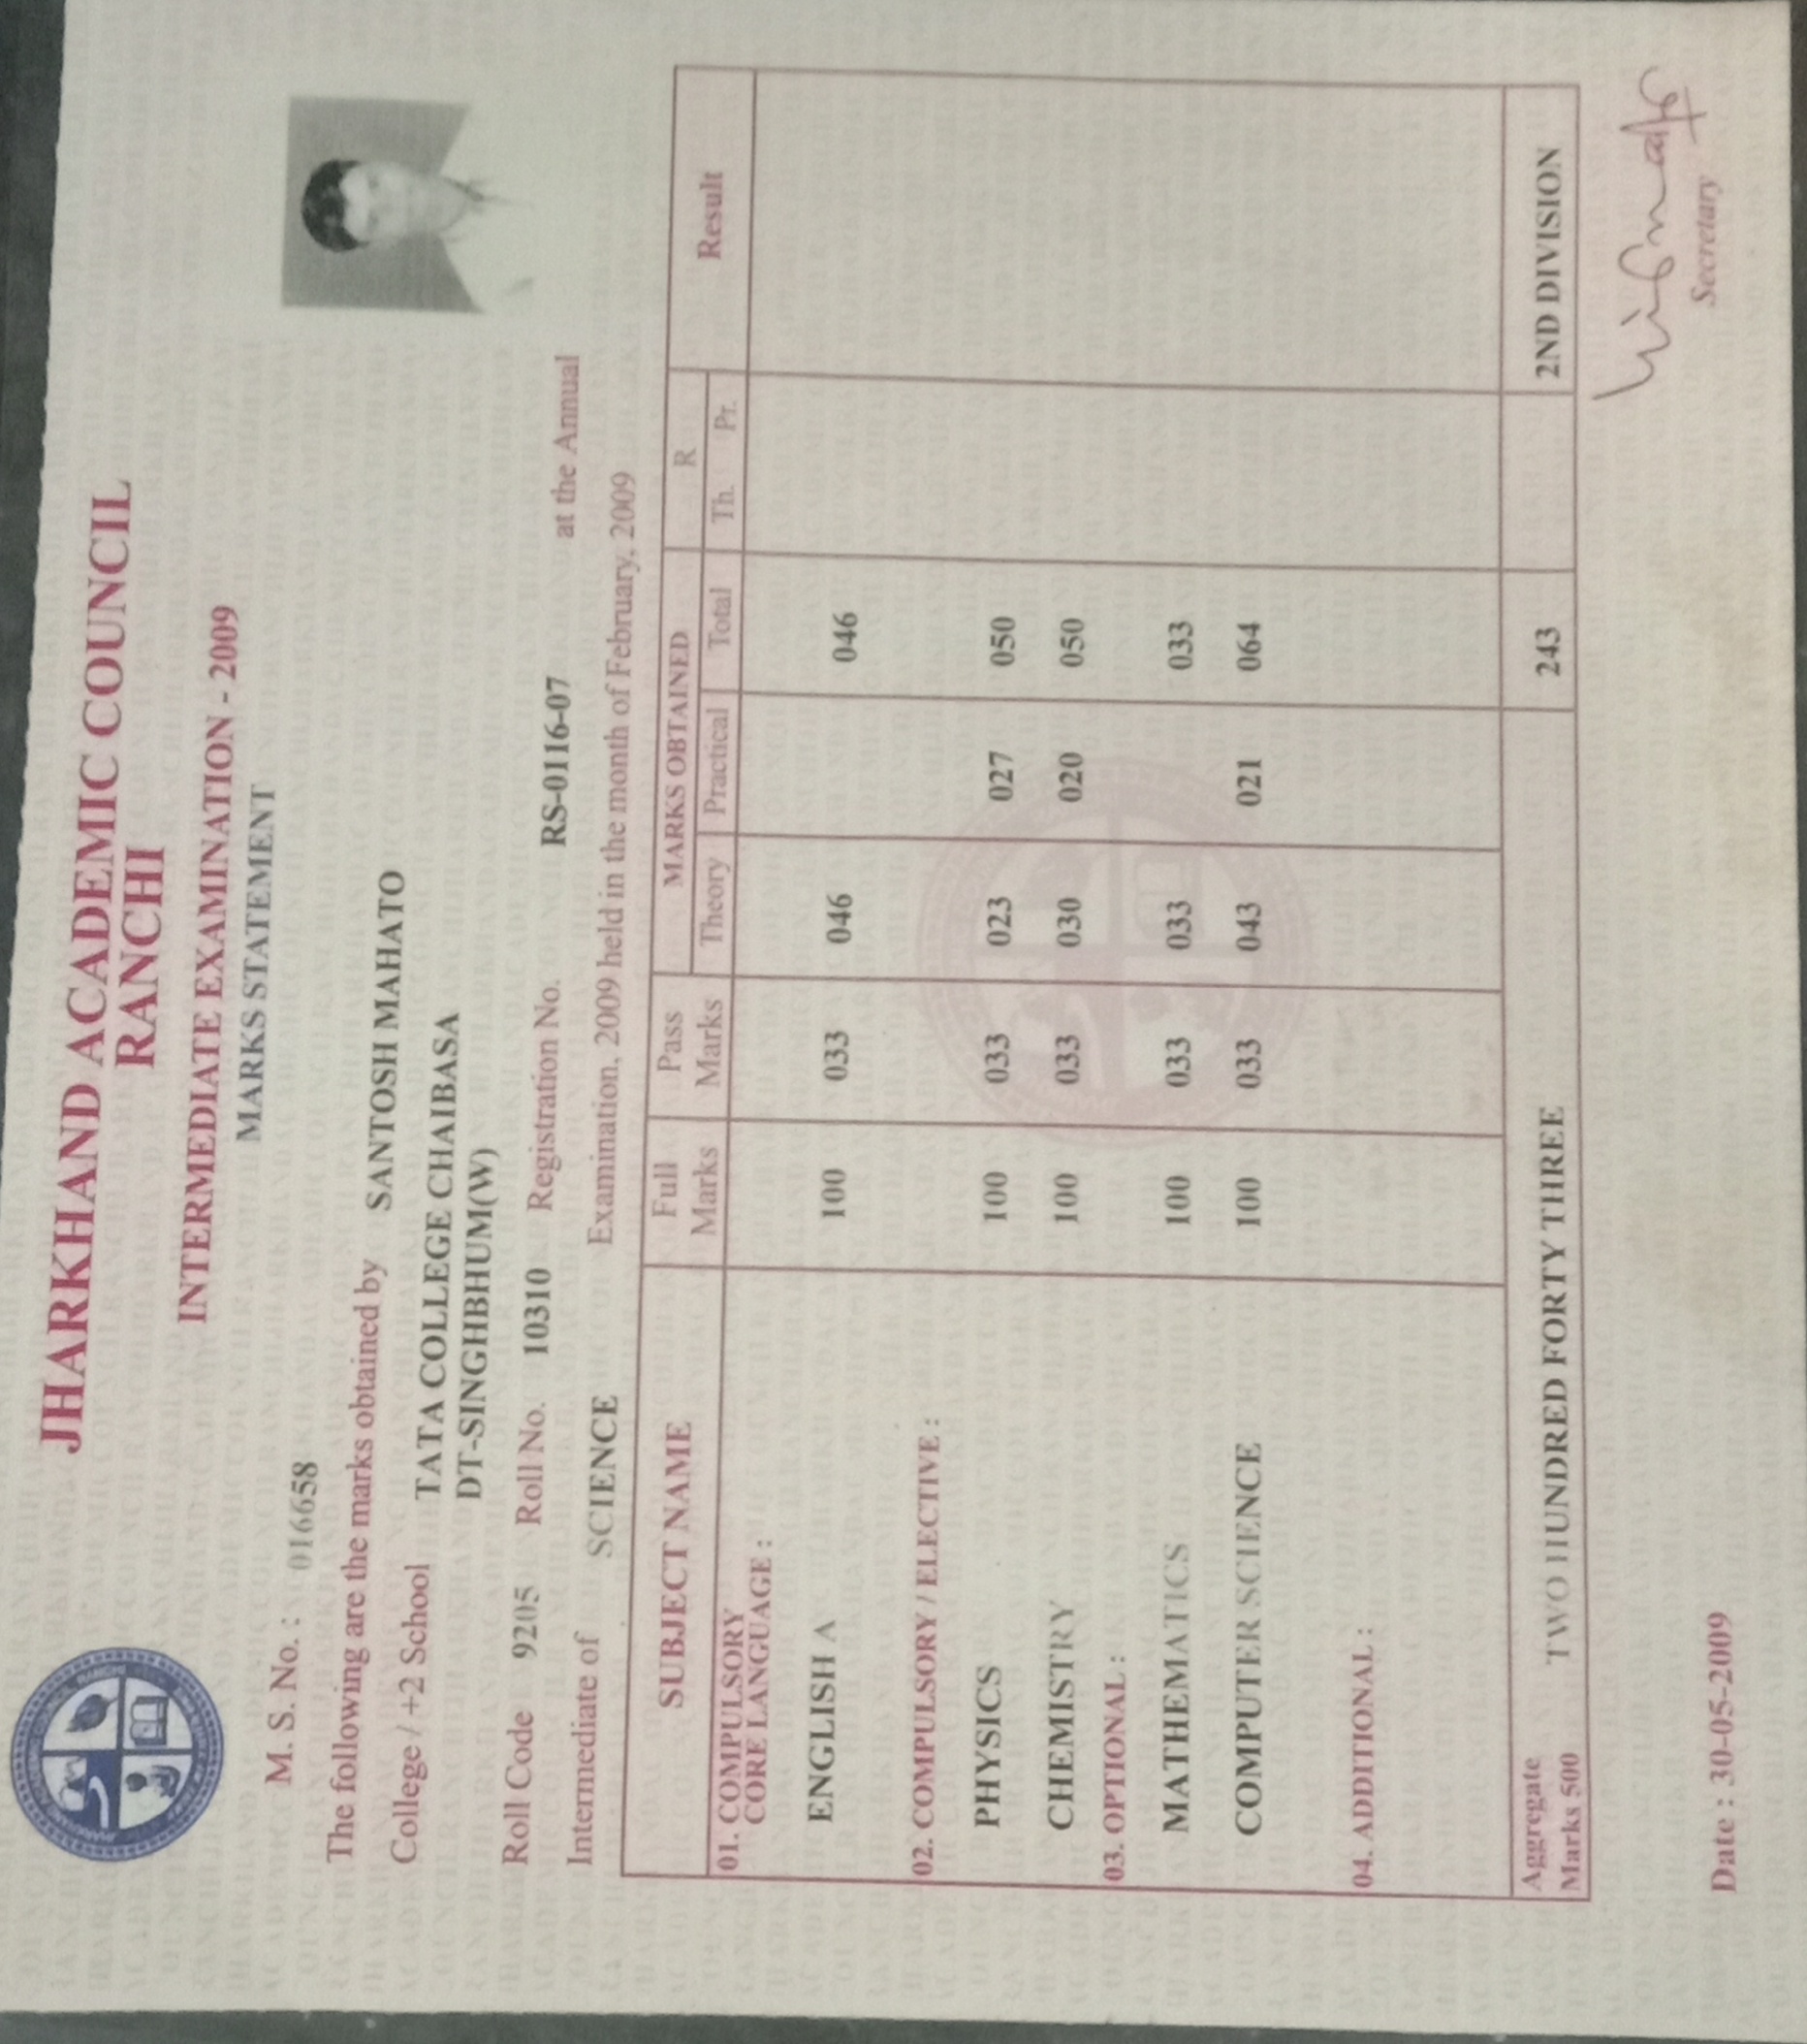 JHARKHAND ACADEMIC COUNCIL
RANCHI
INTERMEDIATE EXAMINATION - 2009
MARKS STATEMENT
M. S. No. : 016658
The following are the marks obtained by SANTOSH MAHATO
College / +2 School TATA COLLEGE CHAIBASA
DT-SINGHBHUM(W)
Roll Code 9205 Roll No. 10310 Registration No. RS-0116-07 at the Annual
Intermediate of SCIENCE Examination, 2009 held in the month of February, 2009
SUBJECT NAME Full Marks Pass Marks MARKS OBTAINED R Result
Theory Practical Total Th. Pr.
01. COMPULSORY
CORE LANGUAGE :
ENGLISH A 100 033 046 046
02. COMPULSORY / ELECTIVE :
PHYSICS 100 033 023 027 050
CHEMISTRY 100 033 030 020 050
03. OPTIONAL :
MATHEMATICS 100 033 033 033
COMPUTER SCIENCE 100 033 043 021 064
04. ADDITIONAL :
Aggregate
Marks 500 TWO HUNDRED FORTY THREE 243 2ND DIVISION
Secretary
Date : 30-05-2009